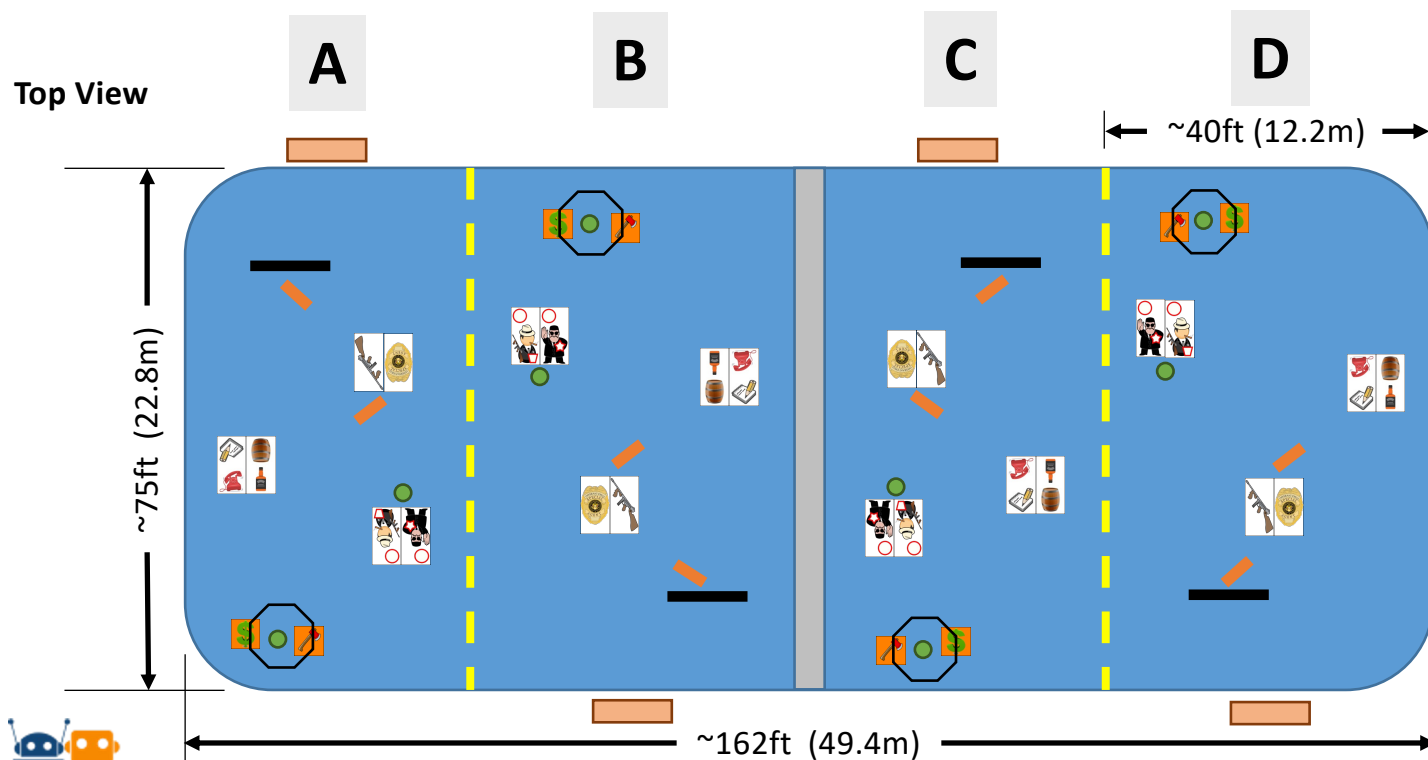 A
B
C
D
Top View
~40ft (12.2m)
~75ft (22.8m)
~162ft (49.4m)